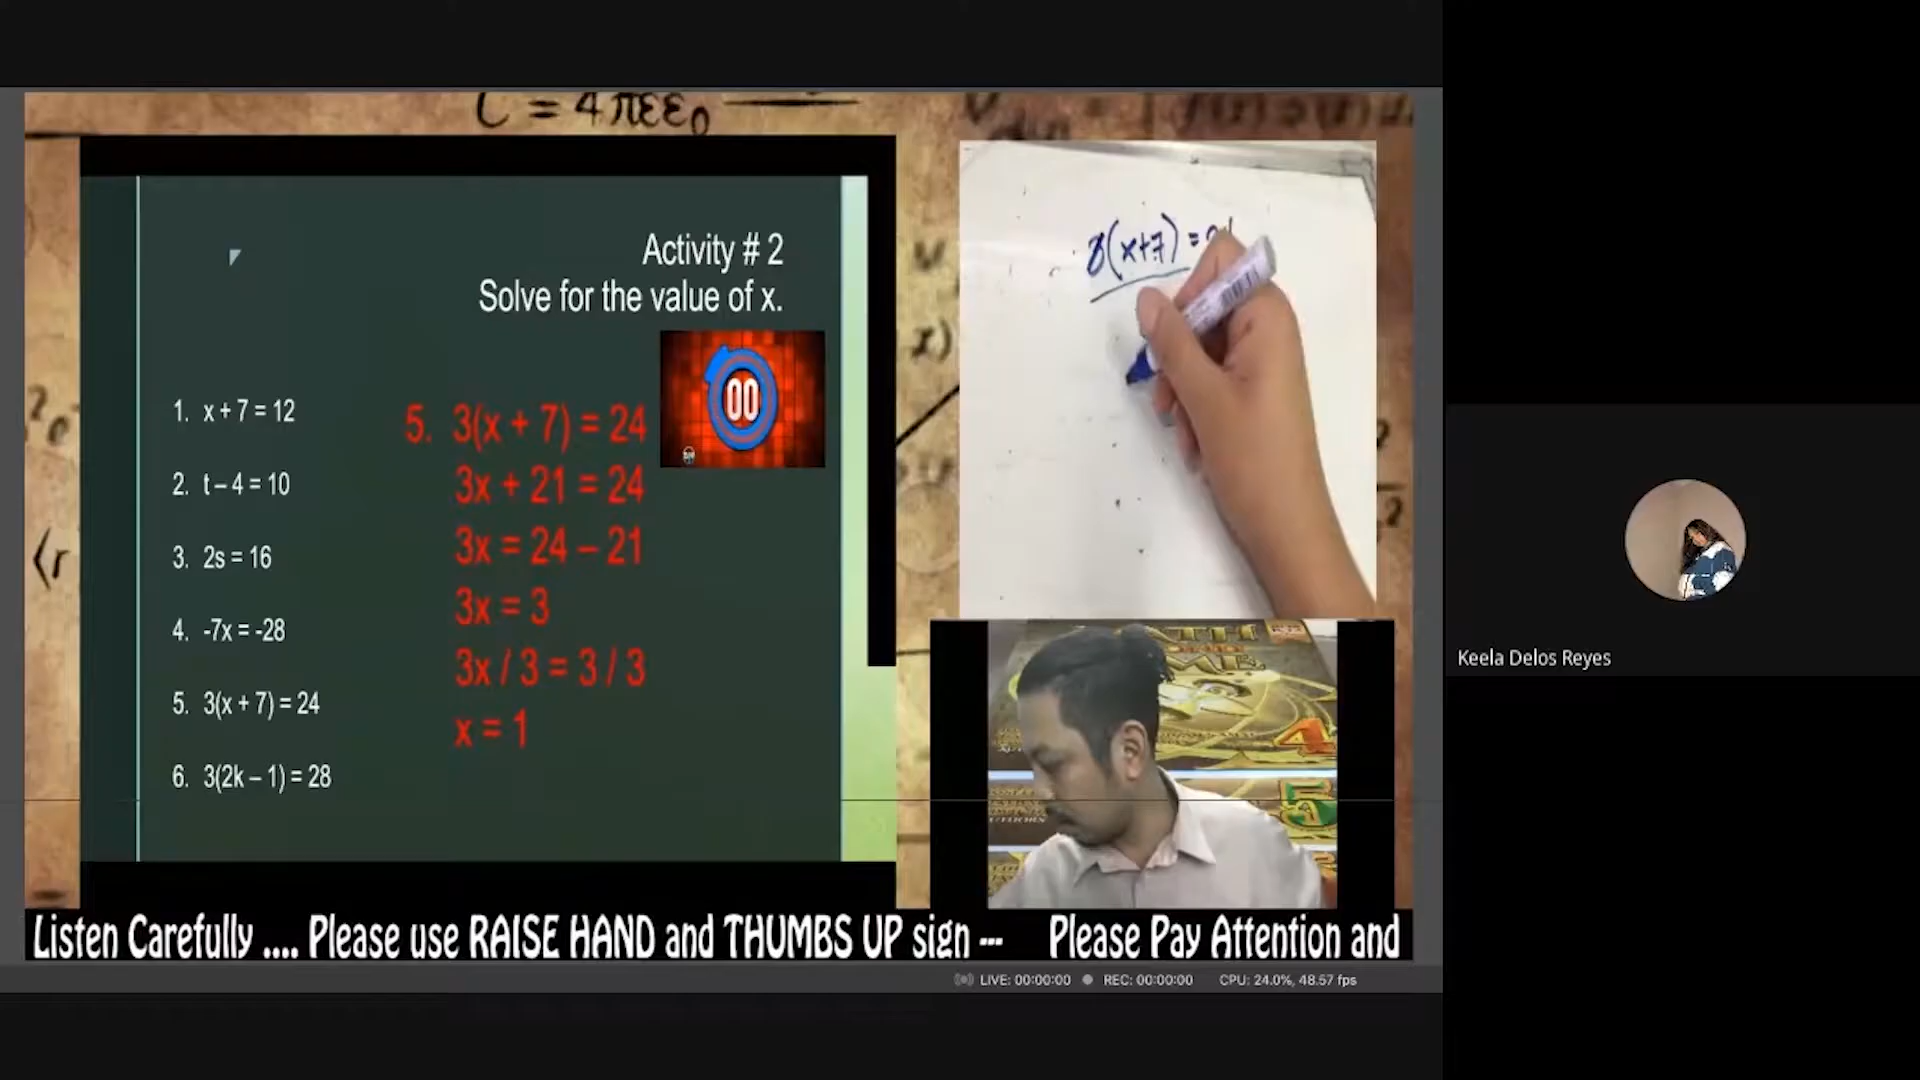 C = 4πεε0
Activity # 2
Solve for the value of x.
00
1. x + 7 = 12
2. t – 4 = 10
3. 2s = 16
4. -7x = -28
5. 3(x + 7) = 24
6. 3(2k – 1) = 28
5. 3(x + 7) = 24
3x + 21 = 24
3x = 24 – 21
3x = 3
3x / 3 = 3 / 3
x = 1
(x+7) =
4
5
Keela Delos Reyes
Listen Carefully .... Please use RAISE HAND and THUMBS UP sign --- Please Pay Attention and
LIVE: 00:00:00 REC: 00:00:00 CPU: 24.0%, 48.57 fps